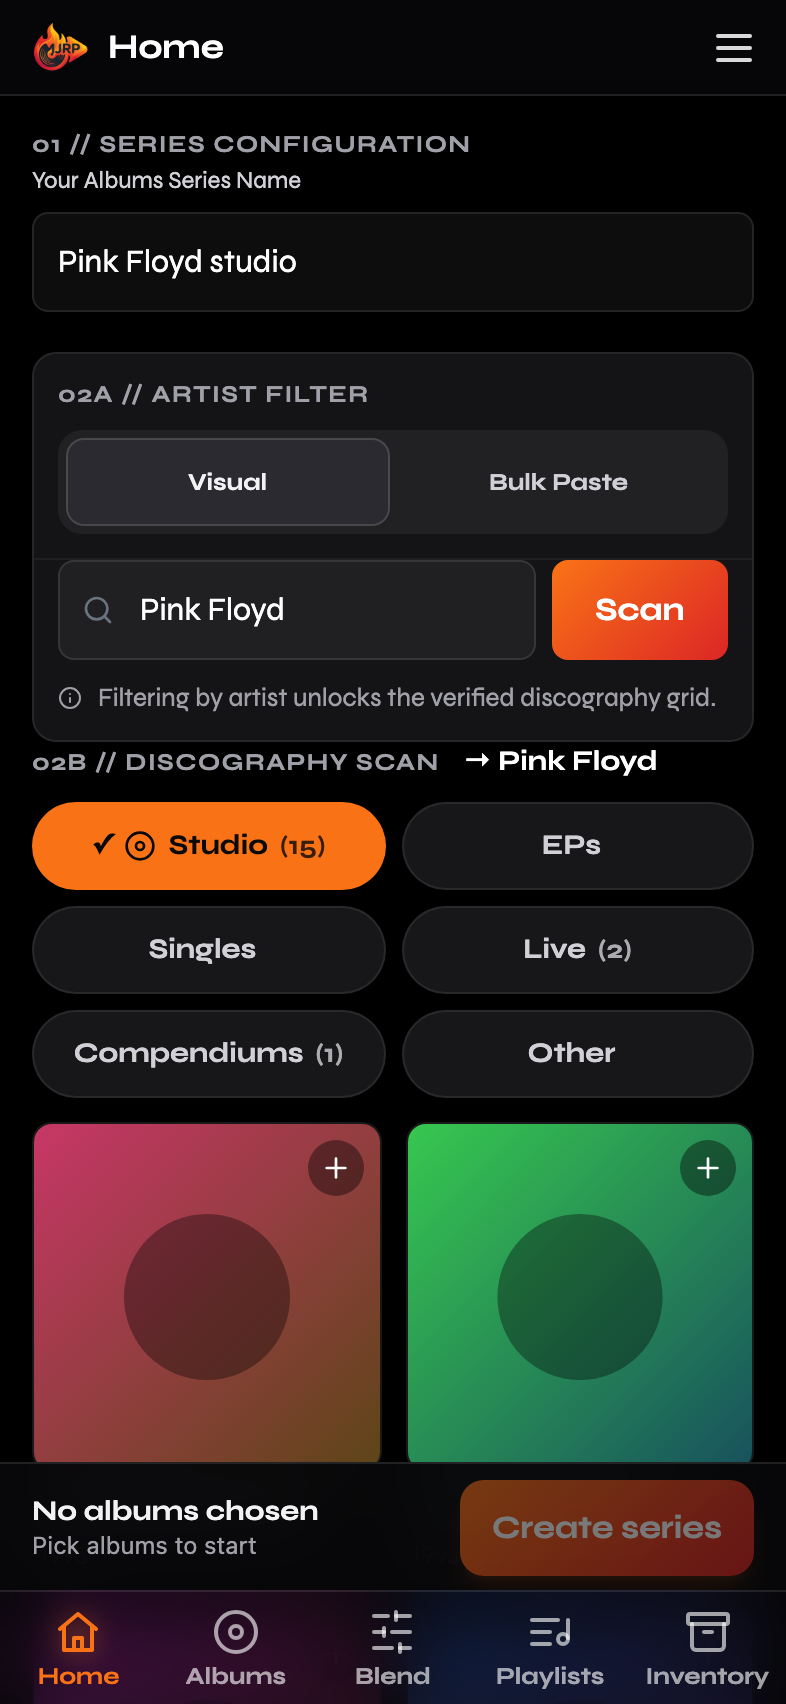 MJRP
Home
01 // SERIES CONFIGURATION
Your Albums Series Name
Pink Floyd studio
02A // ARTIST FILTER
Visual
Bulk Paste
Pink Floyd
Scan
Filtering by artist unlocks the verified discography grid.
02B // DISCOGRAPHY SCAN → Pink Floyd
✓ Studio (15)
EPs
Singles
Live (2)
Compendiums (1)
Other
No albums chosen
Pick albums to start
Create series
Home
Albums
Blend
Playlists
Inventory